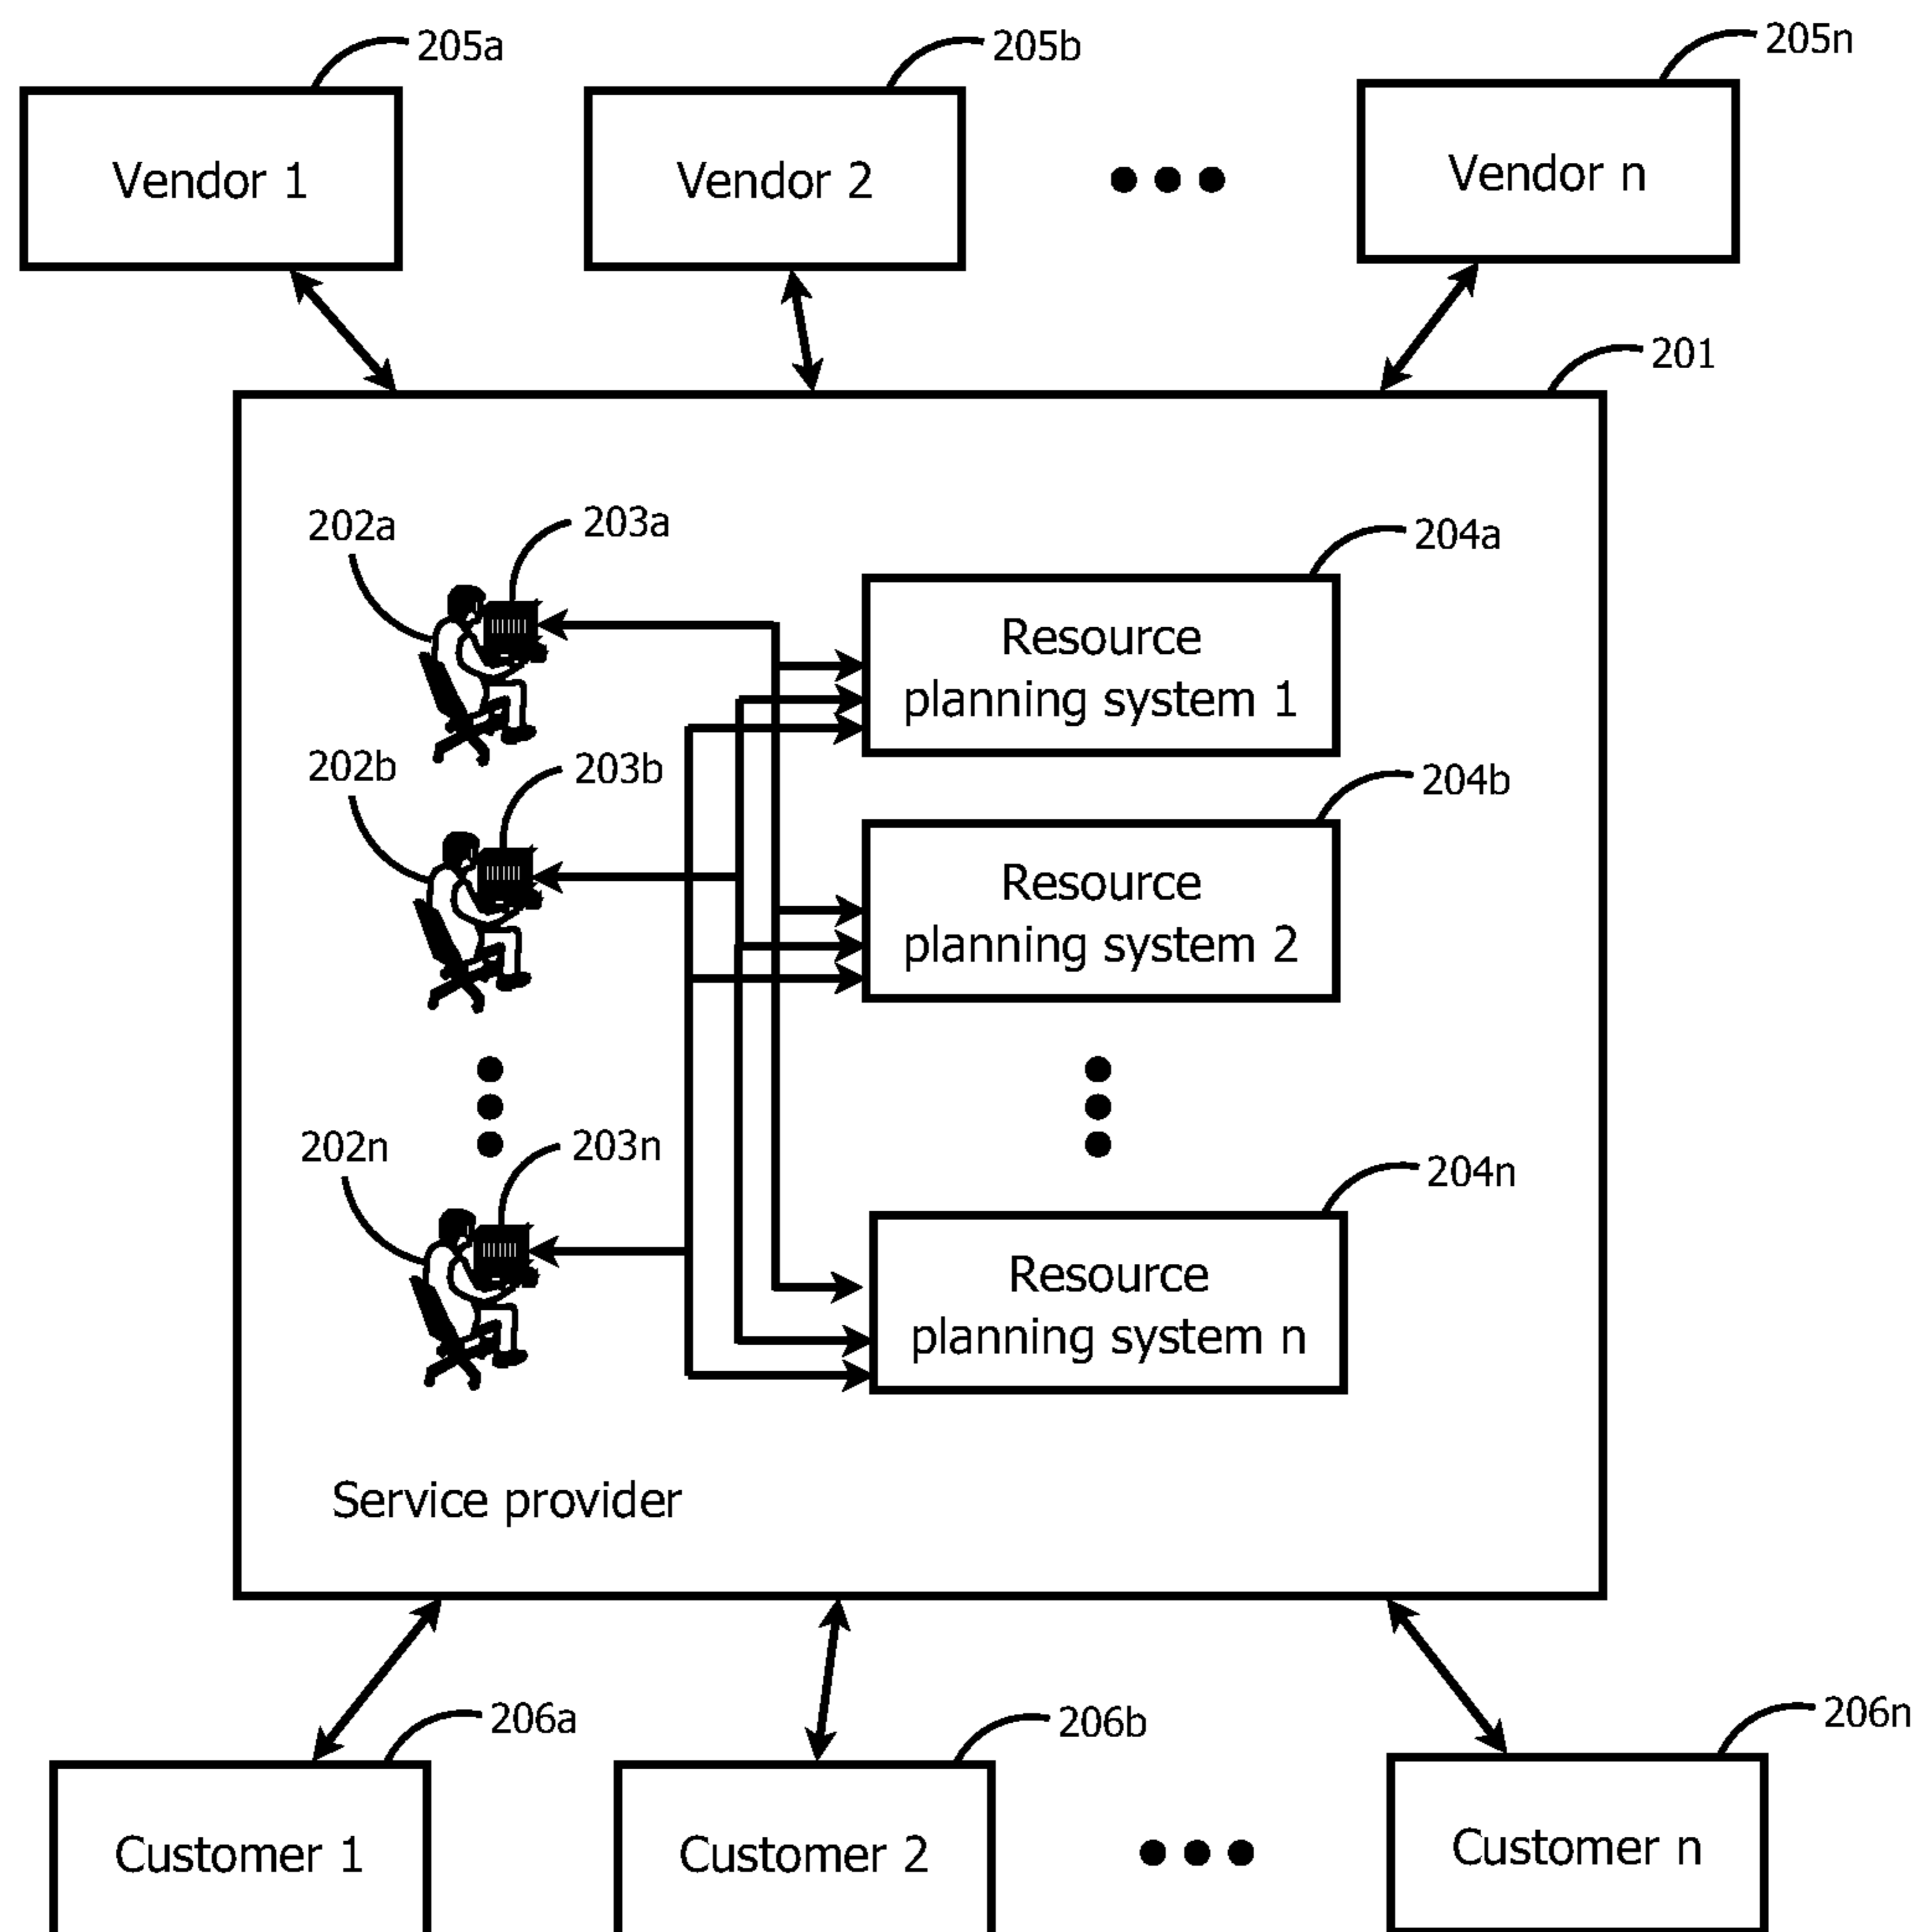 205a
205b
205n
Vendor 1
Vendor 2
Vendor n
201
202a
203a
204a
Resource
planning system 1
202b
203b
204b
Resource
planning system 2
202n
203n
204n
Resource
planning system n
Service provider
206a
206b
206n
Customer 1
Customer 2
Customer n